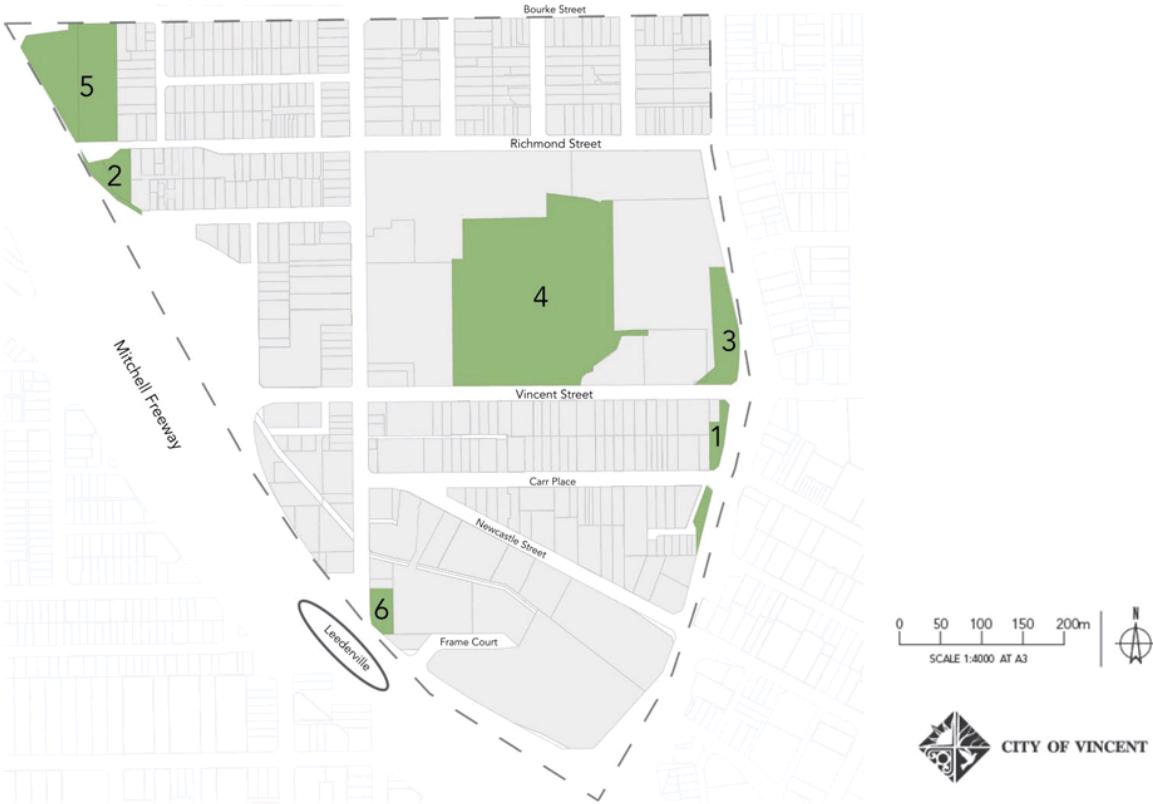 Bourke Street
5
Richmond Street
2
4
3
Mitchell Freeway
Vincent Street
1
Carr Place
Newcastle Street
6
Leederville
Frame Court
0 50 100 150 200m
SCALE 1:4000 AT A3
N
CITY OF VINCENT